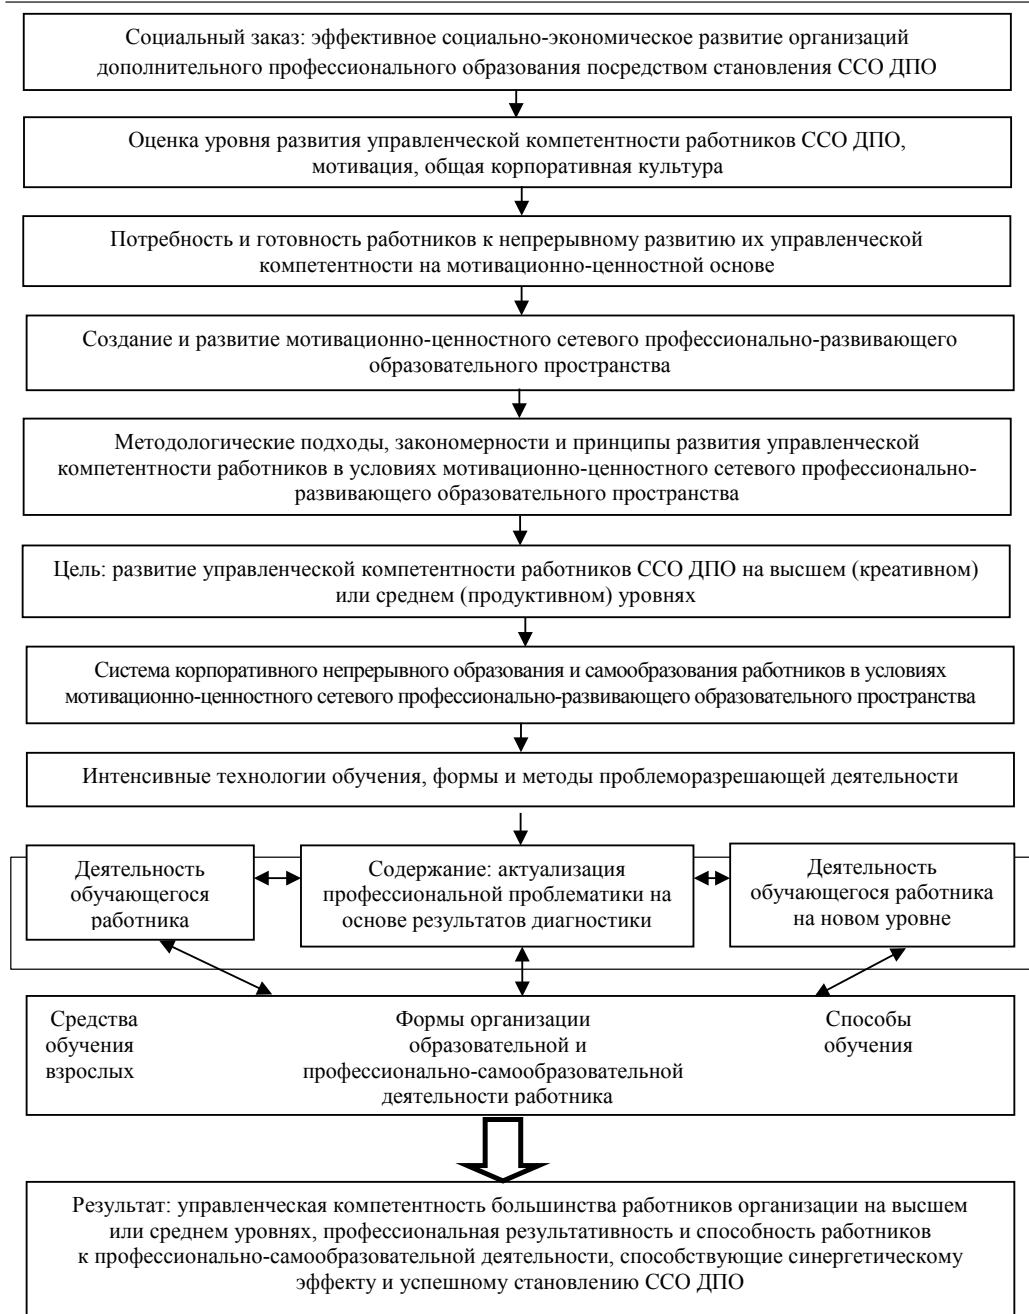 Социальный заказ: эффективное социально-экономическое развитие организаций
дополнительного профессионального образования посредством становления ССО ДПО
Оценка уровня развития управленческой компетентности работников ССО ДПО,
мотивация, общая корпоративная культура
Потребность и готовность работников к непрерывному развитию их управленческой
компетентности на мотивационно-ценностной основе
Создание и развитие мотивационно-ценностного сетевого профессионально-развивающего
образовательного пространства
Методологические подходы, закономерности и принципы развития управленческой
компетентности работников в условиях мотивационно-ценностного сетевого профессионально-
развивающего образовательного пространства
Цель: развитие управленческой компетентности работников ССО ДПО на высшем (креативном)
или среднем (продуктивном) уровнях
Система корпоративного непрерывного образования и самообразования работников в условиях
мотивационно-ценностного сетевого профессионально-развивающего образовательного пространства
Интенсивные технологии обучения, формы и методы проблеморазрешающей деятельности
Деятельность
обучающегося
работника
Содержание: актуализация
профессиональной проблематики на
основе результатов диагностики
Деятельность
обучающегося работника
на новом уровне
Средства
обучения
взрослых
Формы организации
образовательной и
профессионально-самообразовательной
деятельности работника
Способы
обучения
Результат: управленческая компетентность большинства работников организации на высшем
или среднем уровнях, профессиональная результативность и способность работников
к профессионально-самообразовательной деятельности, способствующие синергетическому
эффекту и успешному становлению ССО ДПО